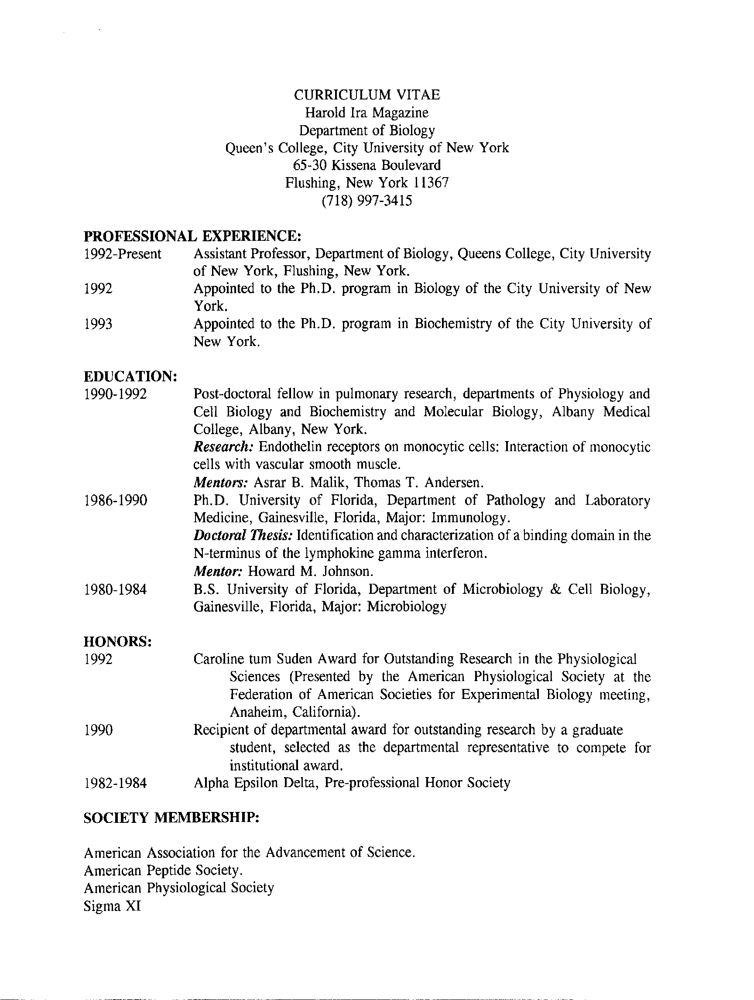 CURRICULUM VITAE
Harold Ira Magazine
Department of Biology
Queen's College, City University of New York
65-30 Kissena Boulevard
Flushing, New York 11367
(718) 997-3415
PROFESSIONAL EXPERIENCE:
1992-Present Assistant Professor, Department of Biology, Queens College, City University
of New York, Flushing, New York.
1992 Appointed to the Ph.D. program in Biology of the City University of New
York.
1993 Appointed to the Ph.D. program in Biochemistry of the City University of
New York.
EDUCATION:
1990-1992 Post-doctoral fellow in pulmonary research, departments of Physiology and
Cell Biology and Biochemistry and Molecular Biology, Albany Medical
College, Albany, New York.
Research: Endothelin receptors on monocytic cells: Interaction of monocytic
cells with vascular smooth muscle.
Mentors: Asrar B. Malik, Thomas T. Andersen.
1986-1990 Ph.D. University of Florida, Department of Pathology and Laboratory
Medicine, Gainesville, Florida, Major: Immunology.
Doctoral Thesis: Identification and characterization of a binding domain in the
N-terminus of the lymphokine gamma interferon.
Mentor: Howard M. Johnson.
1980-1984 B.S. University of Florida, Department of Microbiology & Cell Biology,
Gainesville, Florida, Major: Microbiology
HONORS:
1992 Caroline tum Suden Award for Outstanding Research in the Physiological
Sciences (Presented by the American Physiological Society at the
Federation of American Societies for Experimental Biology meeting,
Anaheim, California).
1990 Recipient of departmental award for outstanding research by a graduate
student, selected as the departmental representative to compete for
institutional award.
1982-1984 Alpha Epsilon Delta, Pre-professional Honor Society
SOCIETY MEMBERSHIP:
American Association for the Advancement of Science.
American Peptide Society.
American Physiological Society
Sigma XI